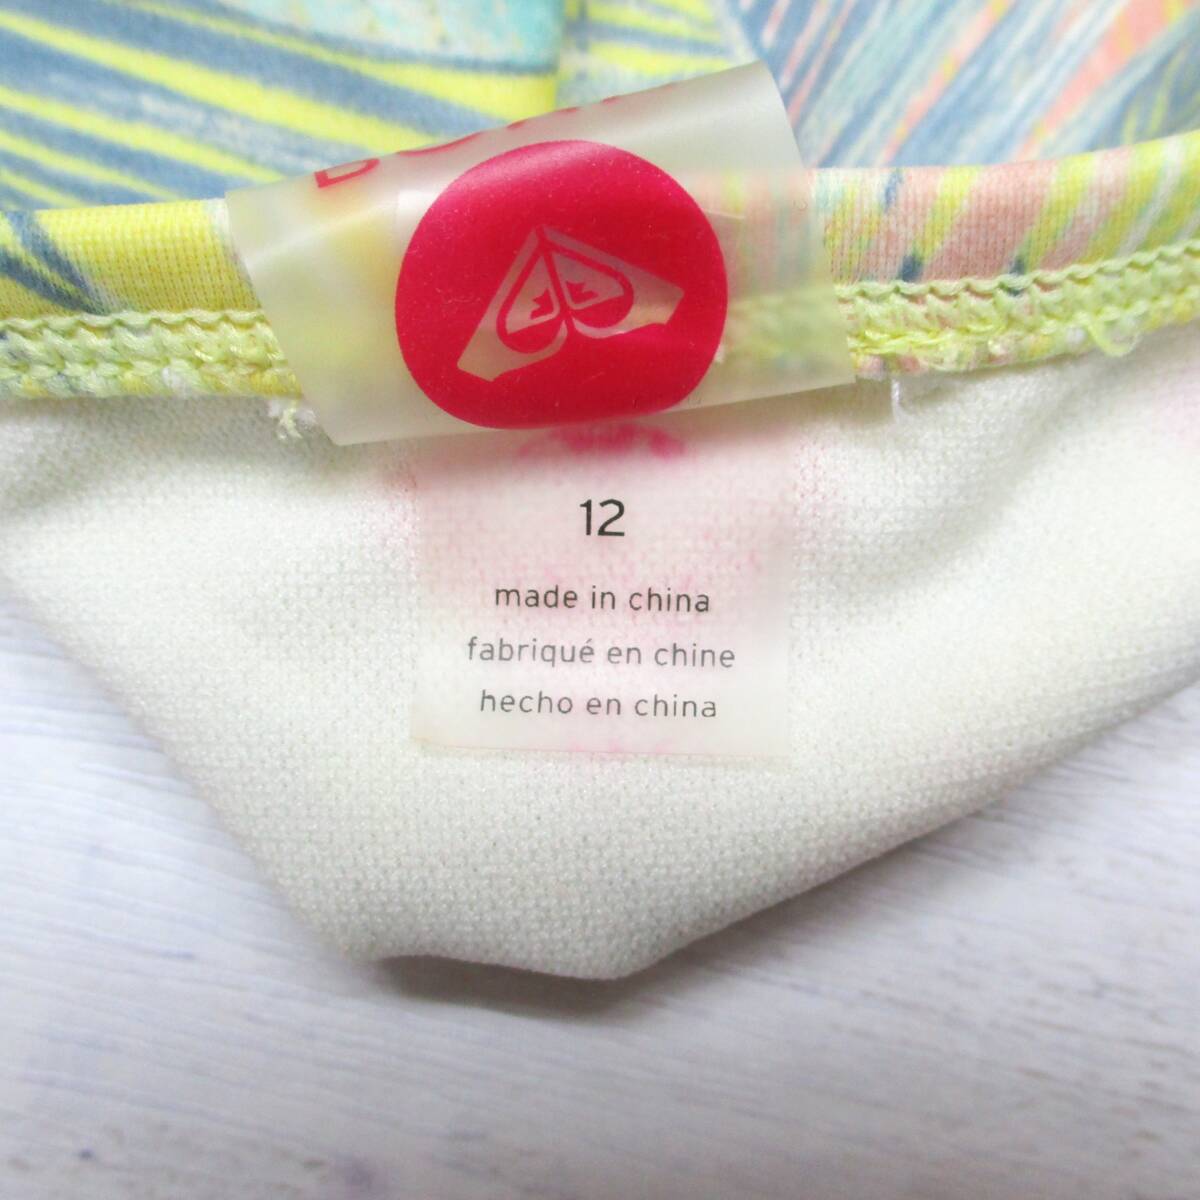 12
made in china
fabriqué en chine
hecho en china